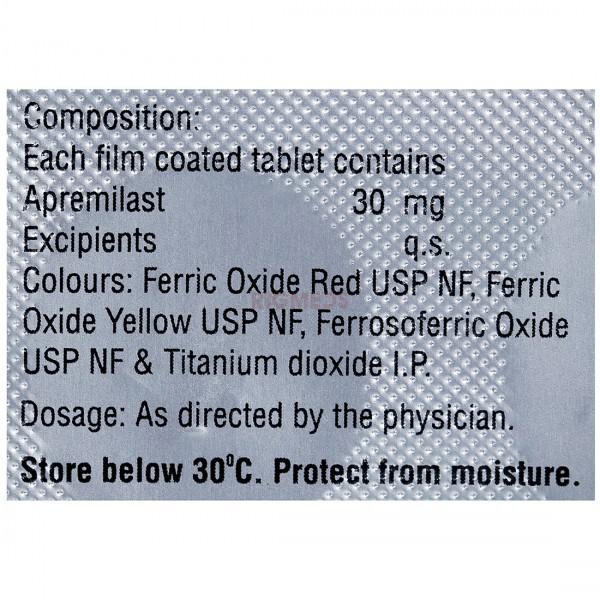 Composition:
Each film coated tablet contains
Apremilast 30 mg
Excipients q.s.
Colours: Ferric Oxide Red USP NF, Ferric
RIGMEDS
Oxide Yellow USP NF, Ferrosoferric Oxide
USP NF & Titanium dioxide I.P.
Dosage: As directed by the physician.
Store below 30⁰C. Protect from moisture.